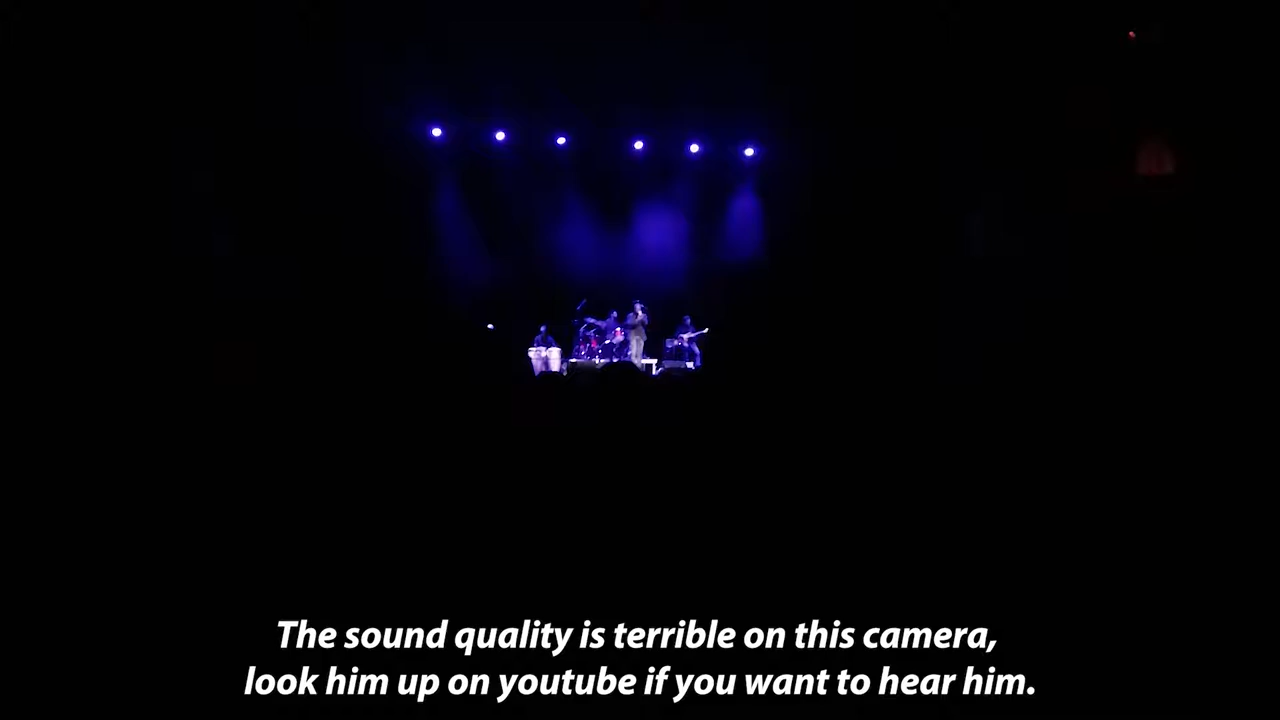 The sound quality is terrible on this camera,
look him up on youtube if you want to hear him.